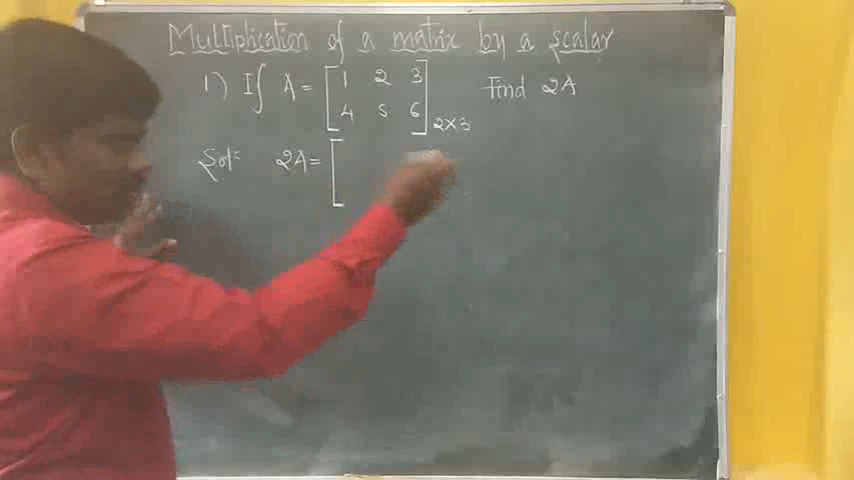 Multiplication of a matrix by a scalar
1) If A = [ 1 2 3 Find 2A
4 5 6 ] 2×3
Sol: 2A = [